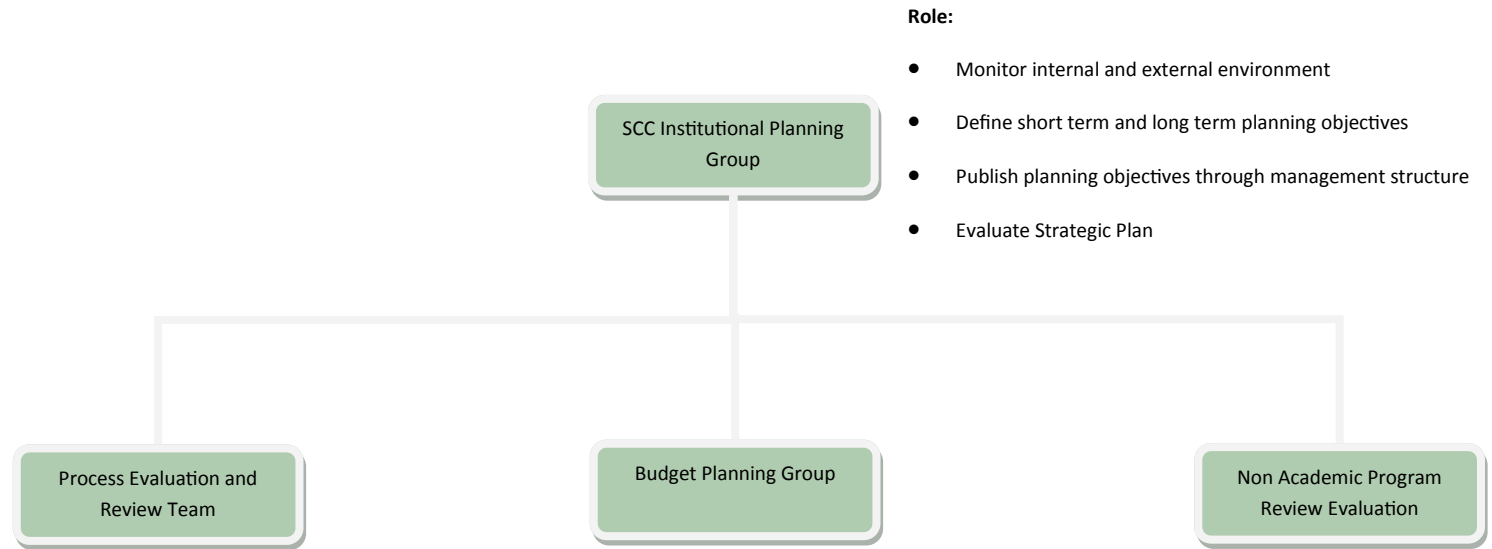 Role:
● Monitor internal and external environment
SCC Institutional Planning
Group
● Define short term and long term planning objectives
● Publish planning objectives through management structure
● Evaluate Strategic Plan
Process Evaluation and
Review Team
Budget Planning Group
Non Academic Program
Review Evaluation